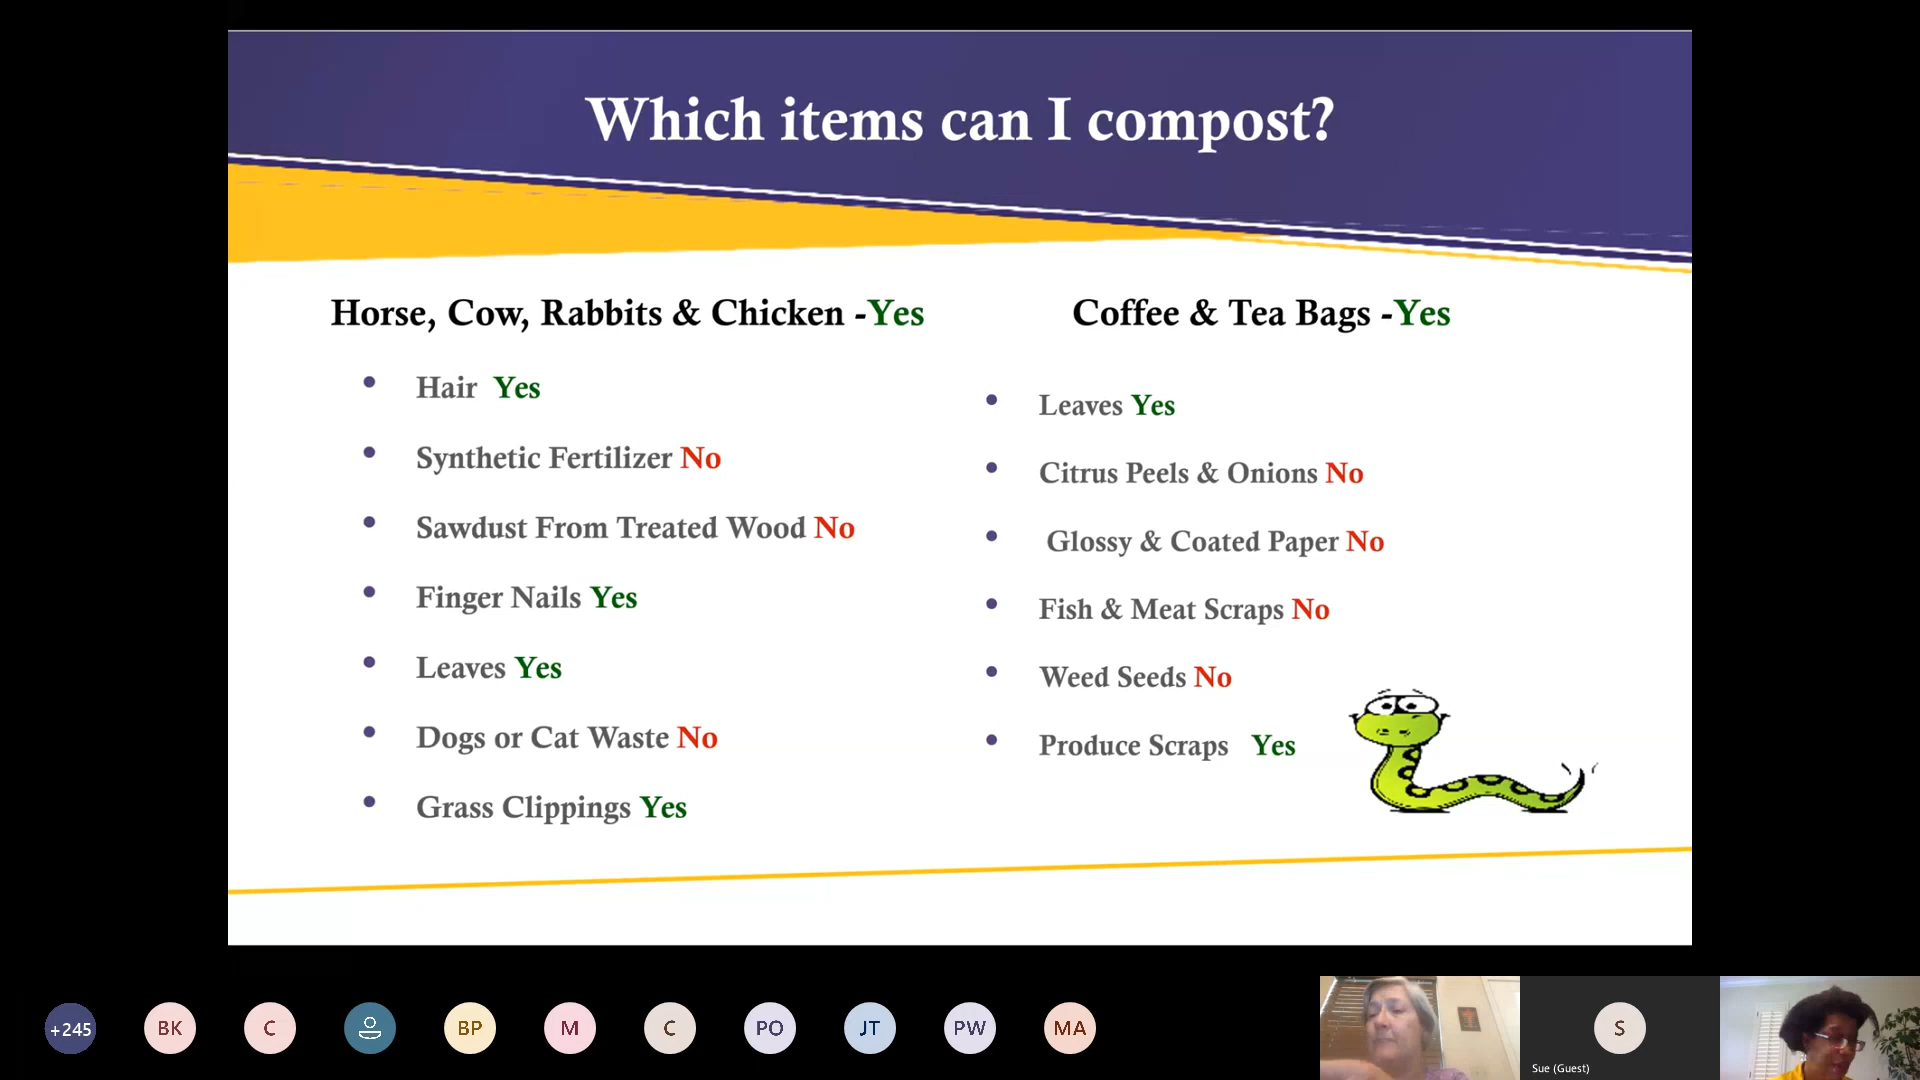 Which items can I compost?
Horse, Cow, Rabbits & Chicken -Yes
• Hair Yes
• Synthetic Fertilizer No
• Sawdust From Treated Wood No
• Finger Nails Yes
• Leaves Yes
• Dogs or Cat Waste No
• Grass Clippings Yes
Coffee & Tea Bags -Yes
• Leaves Yes
• Citrus Peels & Onions No
• Glossy & Coated Paper No
• Fish & Meat Scraps No
• Weed Seeds No
• Produce Scraps Yes
+245 BK C BP M C PO JT PW MA
S
Sue (Guest)